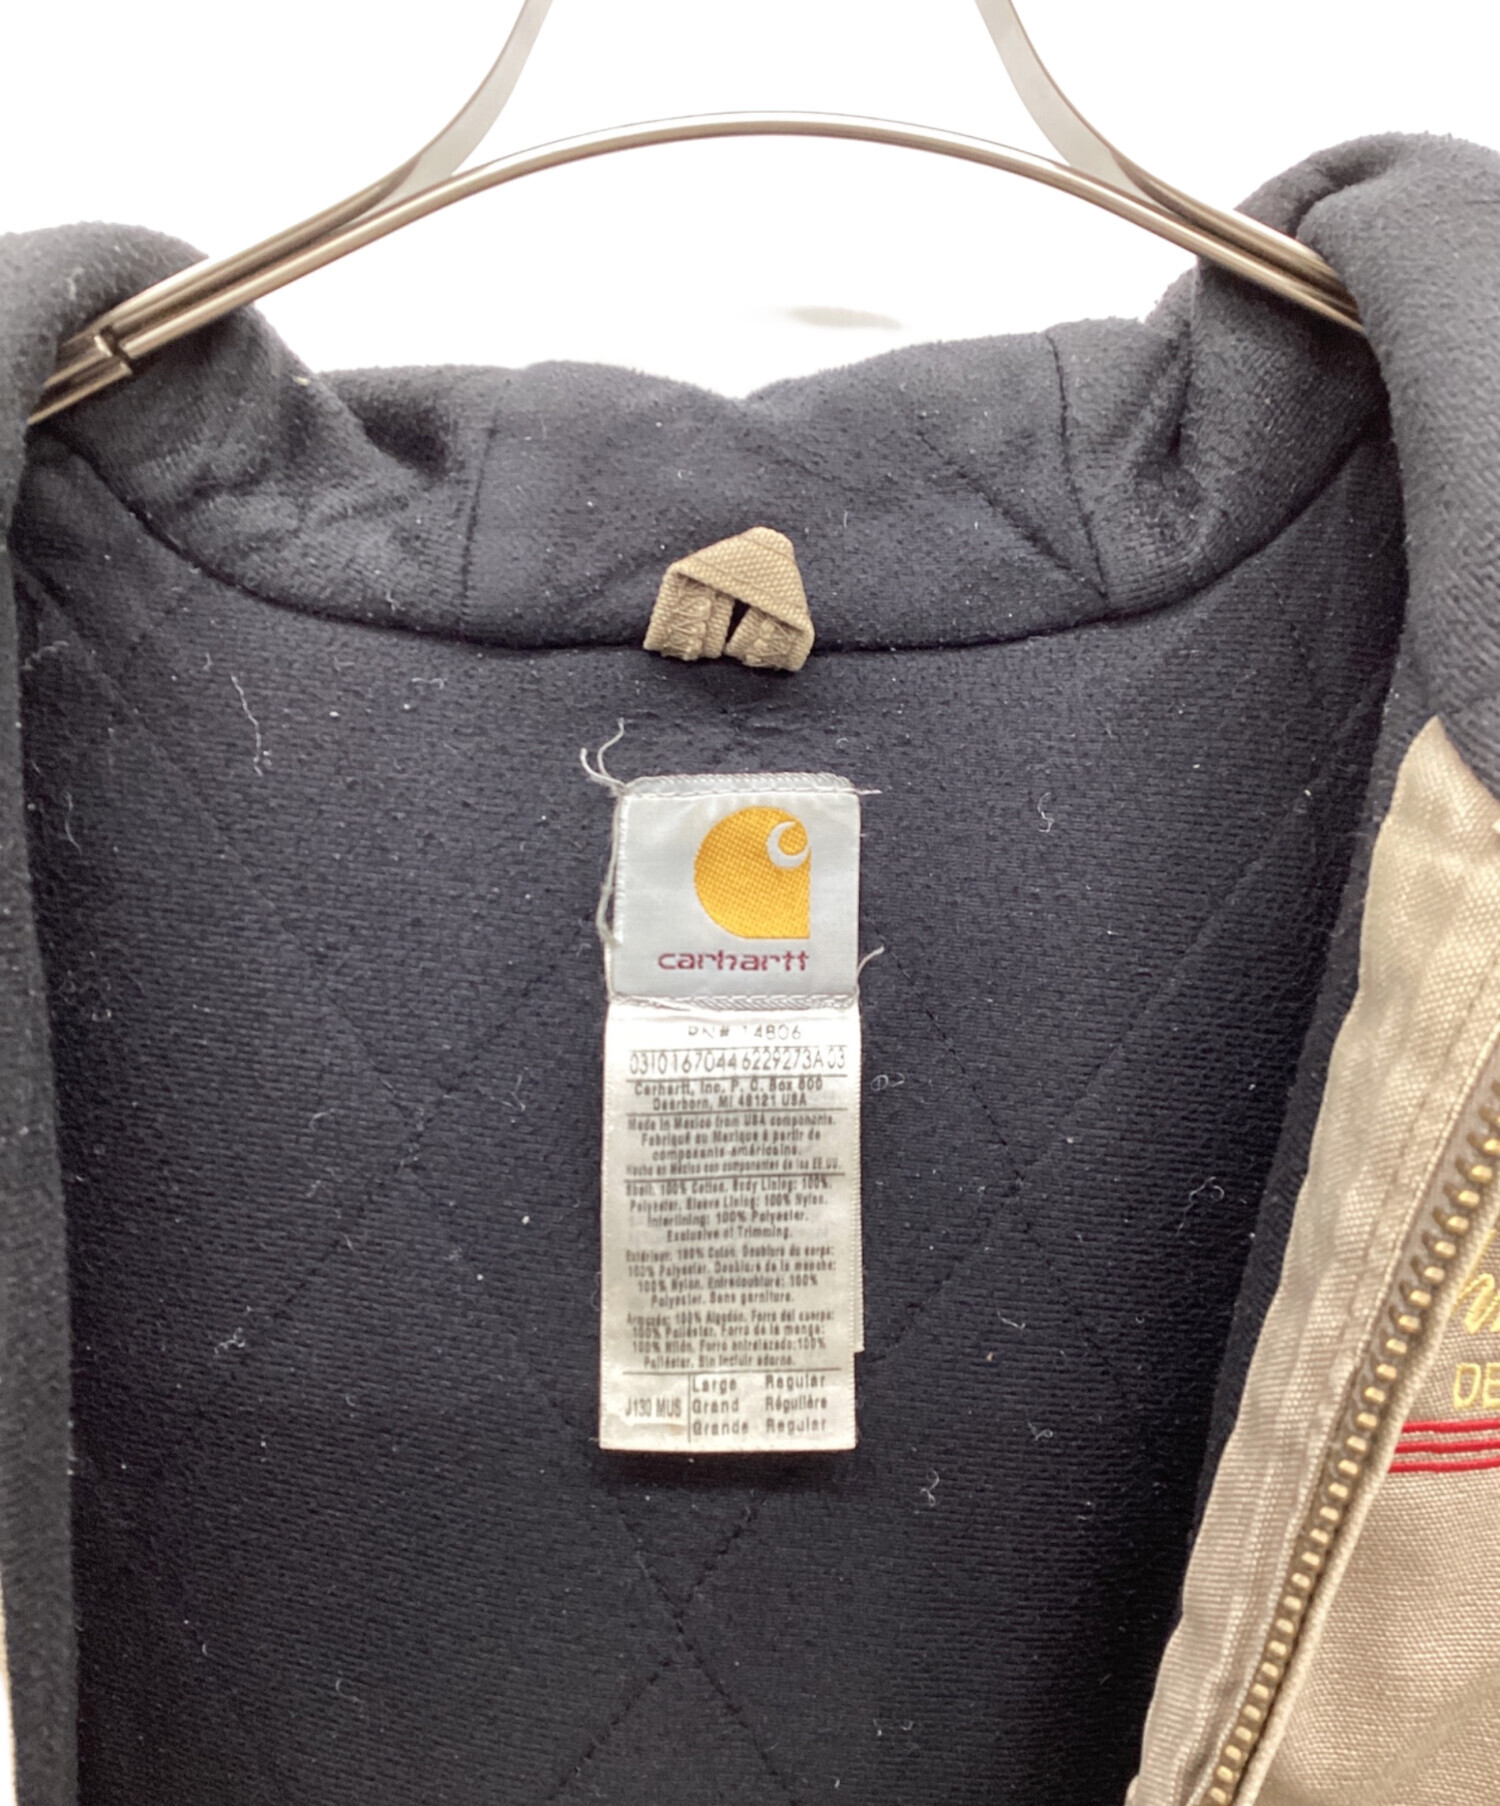 carhartt
RN# 14806
0310167044 6229273A 03
Carhartt, Inc. P. O. Box 600
Dearborn, MI 48121 USA
Made in Mexico from USA components.
Fabriqué au Mexique à partir de
composants américains.
Hecho en México con componentes de los EE.UU.
Shell: 100% Cotton. Body Lining: 100%
Polyester. Sleeve Lining: 100% Nylon.
Interlining: 100% Polyester.
Exclusive of Trimming.
Extérieur: 100% Coton. Doublure du corps:
100% Polyester. Doublure de la manche:
100% Nylon. Entredoublure: 100%
Polyester. Sans garniture.
100% Algodón. Forro del cuerpo:
100% Poliéster. Forro de la manga:
100% Nilón. Forro entrelazado:100%
Poliéster. Sin incluir adorno.
J130 MUS
Large Regular
Grand Régulière
Grande Regular
DE